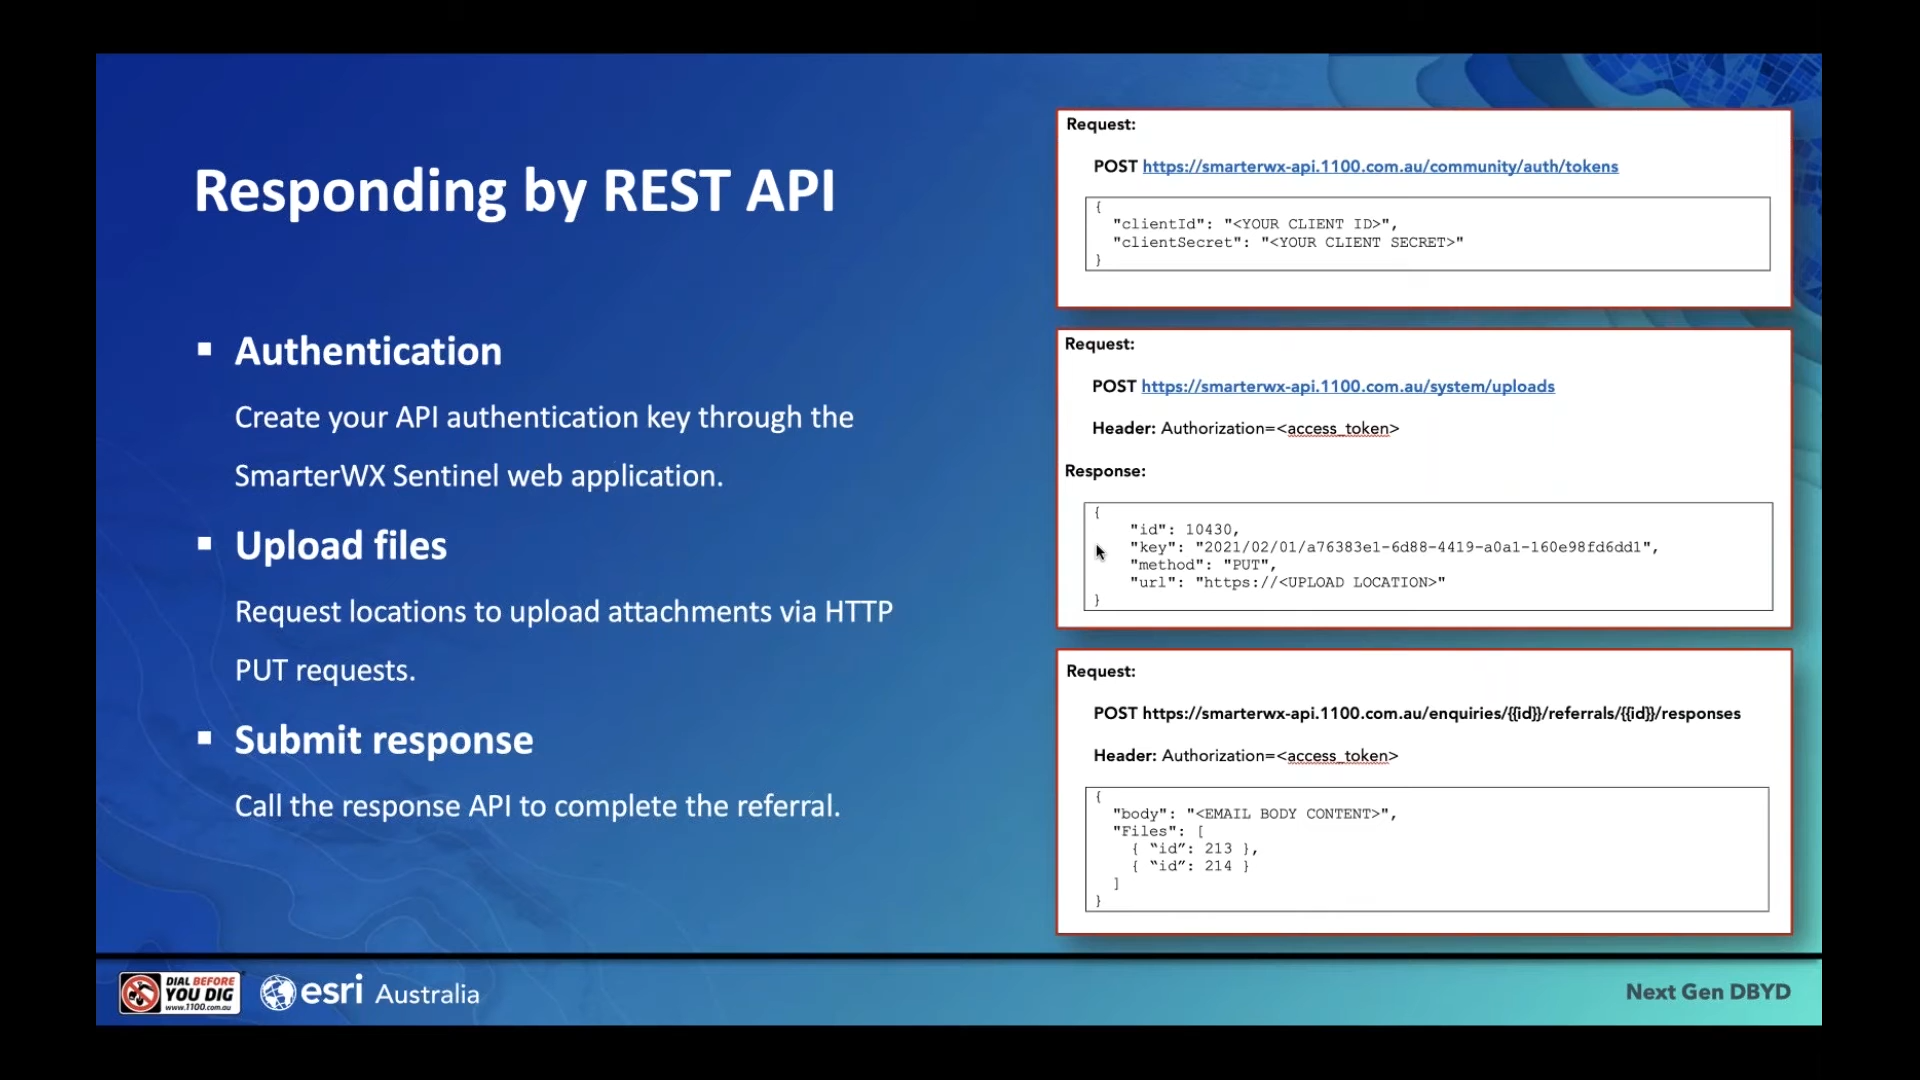 Responding by REST API
▪ Authentication
Create your API authentication key through the
SmarterWX Sentinel web application.
▪ Upload files
Request locations to upload attachments via HTTP
PUT requests.
▪ Submit response
Call the response API to complete the referral.
Request:
POST https://smarterwx-api.1100.com.au/community/auth/tokens
{
"clientId": "<YOUR CLIENT ID>",
"clientSecret": "<YOUR CLIENT SECRET>"
}
Request:
POST https://smarterwx-api.1100.com.au/system/uploads
Header: Authorization=<access_token>
Response:
{
"id": 10430,
"key": "2021/02/01/a76383e1-6d88-4419-a0a1-160e98fd6dd1",
"method": "PUT",
"url": "https://<UPLOAD LOCATION>"
}
Request:
POST https://smarterwx-api.1100.com.au/enquiries/{{id}}/referrals/{{id}}/responses
Header: Authorization=<access_token>
{
"body": "<EMAIL BODY CONTENT>",
"Files": [
{ “id”: 213 },
{ “id”: 214 }
]
}
DIAL BEFORE
YOU DIG
www.1100.com.au
esri Australia
Next Gen DBYD